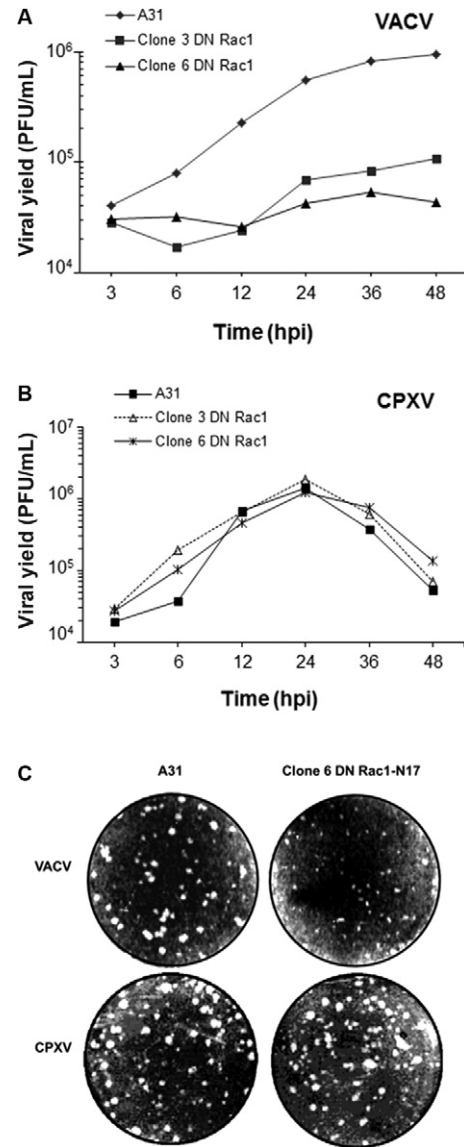 A
A31
Clone 3 DN Rac1
Clone 6 DN Rac1
VACV
Viral yield (PFU/mL)
10⁶
10⁵
10⁴
3 6 12 24 36 48
Time (hpi)
B
A31
Clone 3 DN Rac1
Clone 6 DN Rac1
CPXV
Viral yield (PFU/mL)
10⁷
10⁶
10⁵
10⁴
3 6 12 24 36 48
Time (hpi)
C
A31 Clone 6 DN Rac1-N17
VACV
CPXV